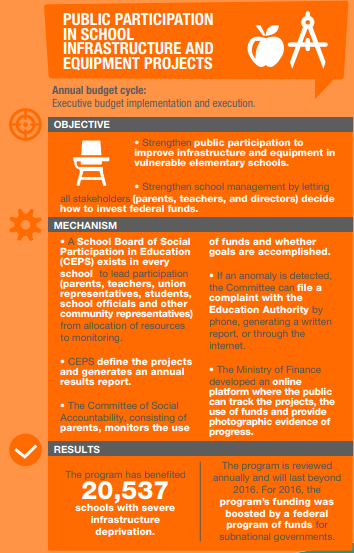 PUBLIC PARTICIPATION
IN SCHOOL
INFRASTRUCTURE AND
EQUIPMENT PROJECTS
Annual budget cycle:
Executive budget implementation and execution.
OBJECTIVE
• Strengthen public participation to
improve infrastructure and equipment in
vulnerable elementary schools.
• Strengthen school management by letting
all stakeholders (parents, teachers, and directors) decide
how to invest federal funds.
MECHANISM
• A School Board of Social
Participation in Education
(CEPS) exists in every
school to lead participation
(parents, teachers, union
representatives, students,
school officials and other
community representatives)
from allocation of resources
to monitoring.
• CEPS define the projects
and generates an annual
results report.
• The Committee of Social
Accountability, consisting of
parents, monitors the use
of funds and whether
goals are accomplished.
• If an anomaly is detected,
the Committee can file a
complaint with the
Education Authority by
phone, generating a written
report, or through the
internet.
• The Ministry of Finance
developed an online
platform where the public
can track the projects, the
use of funds and provide
photographic evidence of
progress.
RESULTS
The program has benefited
20,537
schools with severe
infrastructure
deprivation.
The program is reviewed
annually and will last beyond
2016. For 2016, the
program's funding was
boosted by a federal
program of funds for
subnational governments.